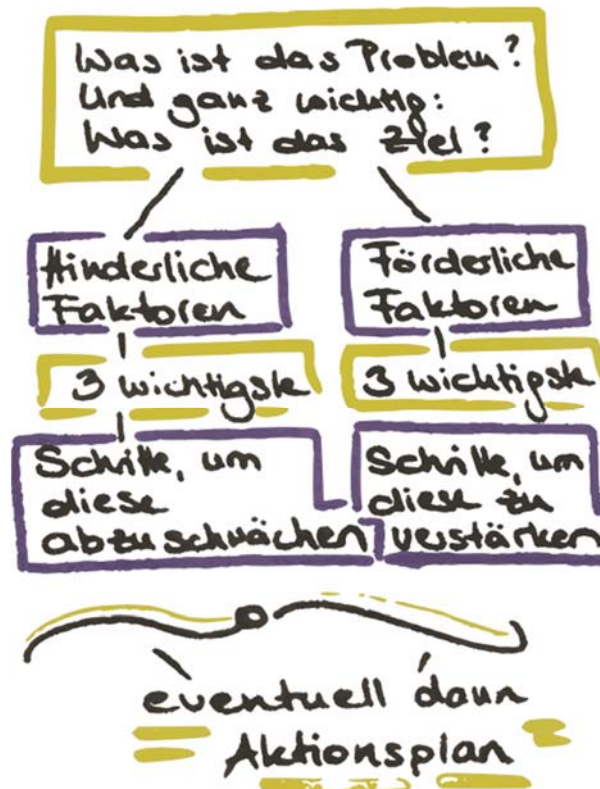 Was ist das Problem?
Und ganz wichtig:
Was ist das Ziel?
Hinderliche
Faktoren
3 wichtigste
Schritte, um
diese
abzuschwächen
Förderliche
Faktoren
3 wichtigste
Schritte, um
diese zu
verstärken
eventuell dann
Aktionsplan